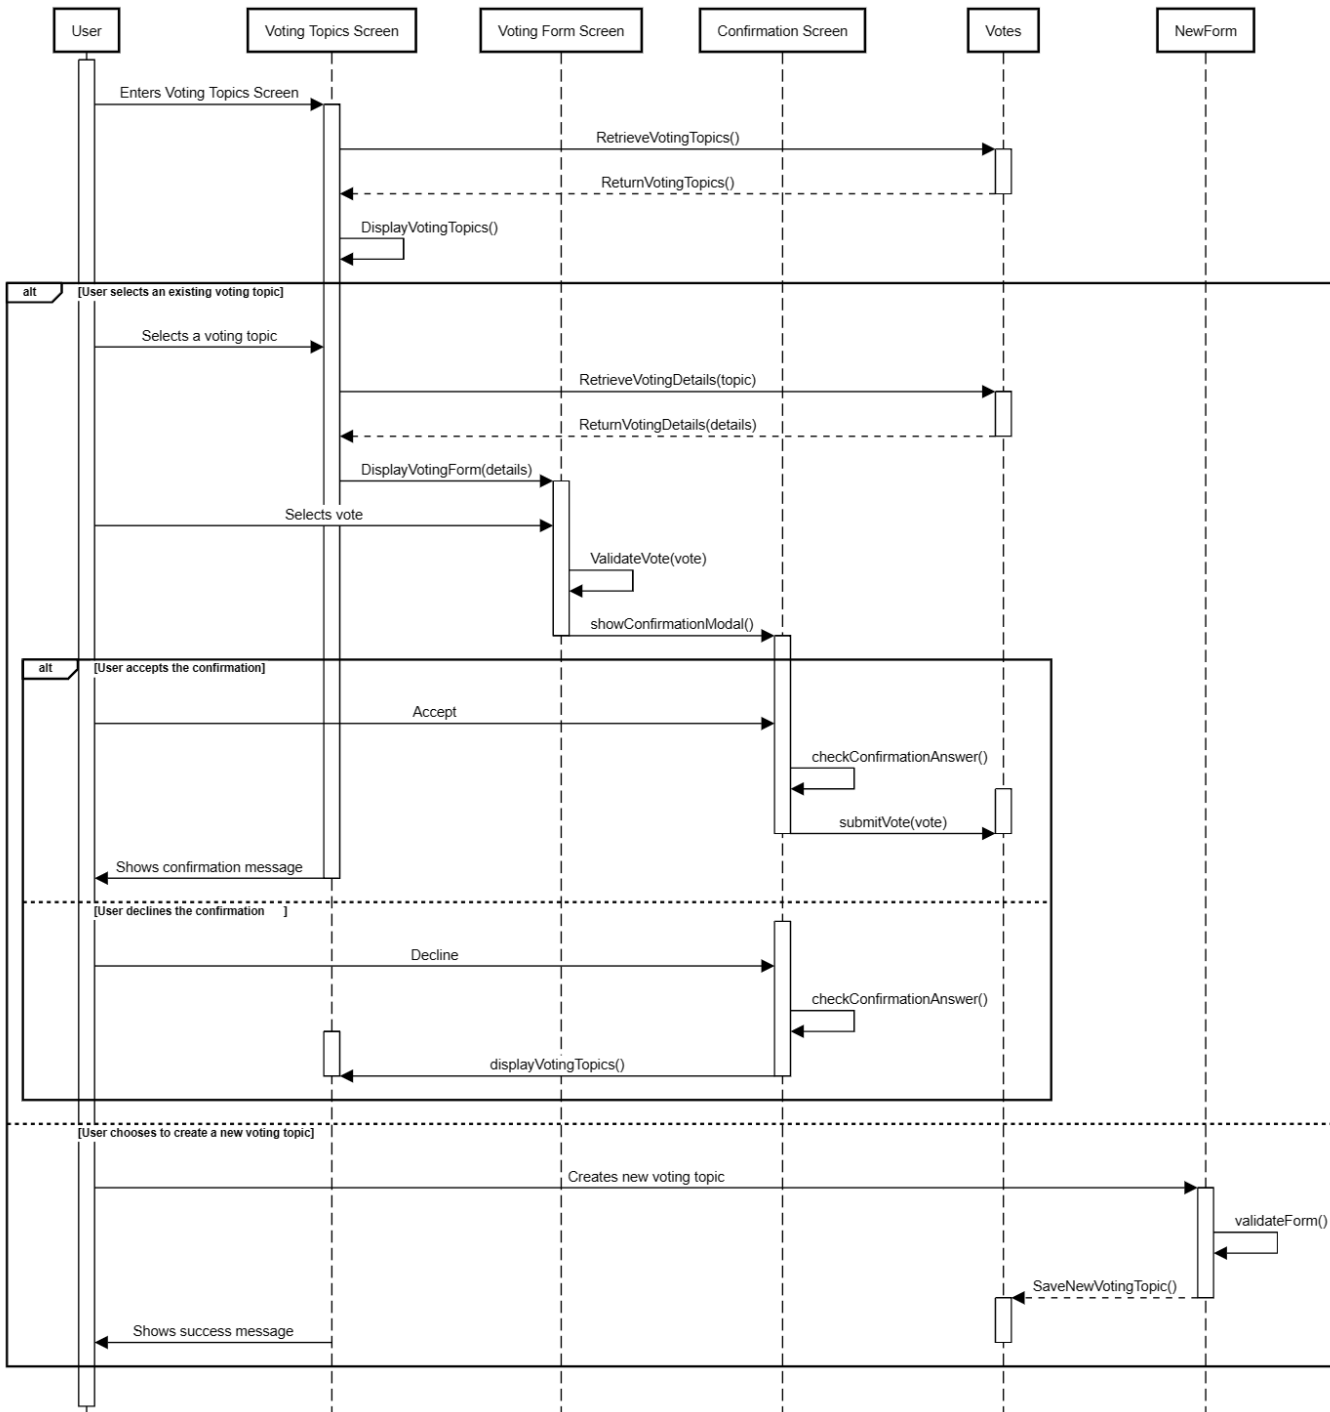 User
Voting Topics Screen
Voting Form Screen
Confirmation Screen
Votes
NewForm
Enters Voting Topics Screen
RetrieveVotingTopics()
ReturnVotingTopics()
DisplayVotingTopics()
alt
[User selects an existing voting topic]
Selects a voting topic
RetrieveVotingDetails(topic)
ReturnVotingDetails(details)
DisplayVotingForm(details)
Selects vote
ValidateVote(vote)
showConfirmationModal()
alt
[User accepts the confirmation]
Accept
checkConfirmationAnswer()
submitVote(vote)
Shows confirmation message
[User declines the confirmation ]
Decline
checkConfirmationAnswer()
displayVotingTopics()
[User chooses to create a new voting topic]
Creates new voting topic
validateForm()
SaveNewVotingTopic()
Shows success message